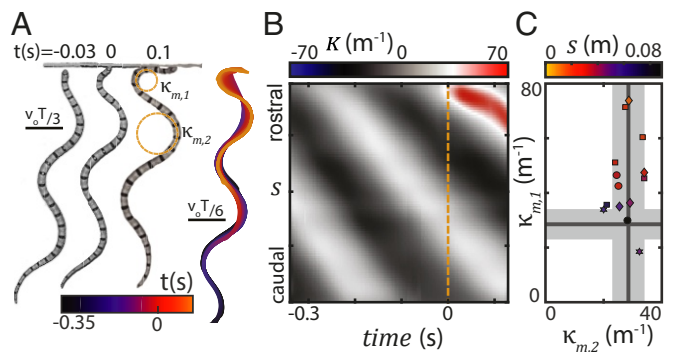 A
t(s)=-0.03 0 0.1
κm,1
κm,2
v₀T/3
v₀T/6
t(s)
-0.35 0
B
K (m⁻¹)
-70 0 70
rostral
s
caudal
-0.3 0
time (s)
C
s (m)
0 0.08
80
κm,1 (m⁻¹)
0
0 40
κm,2 (m⁻¹)